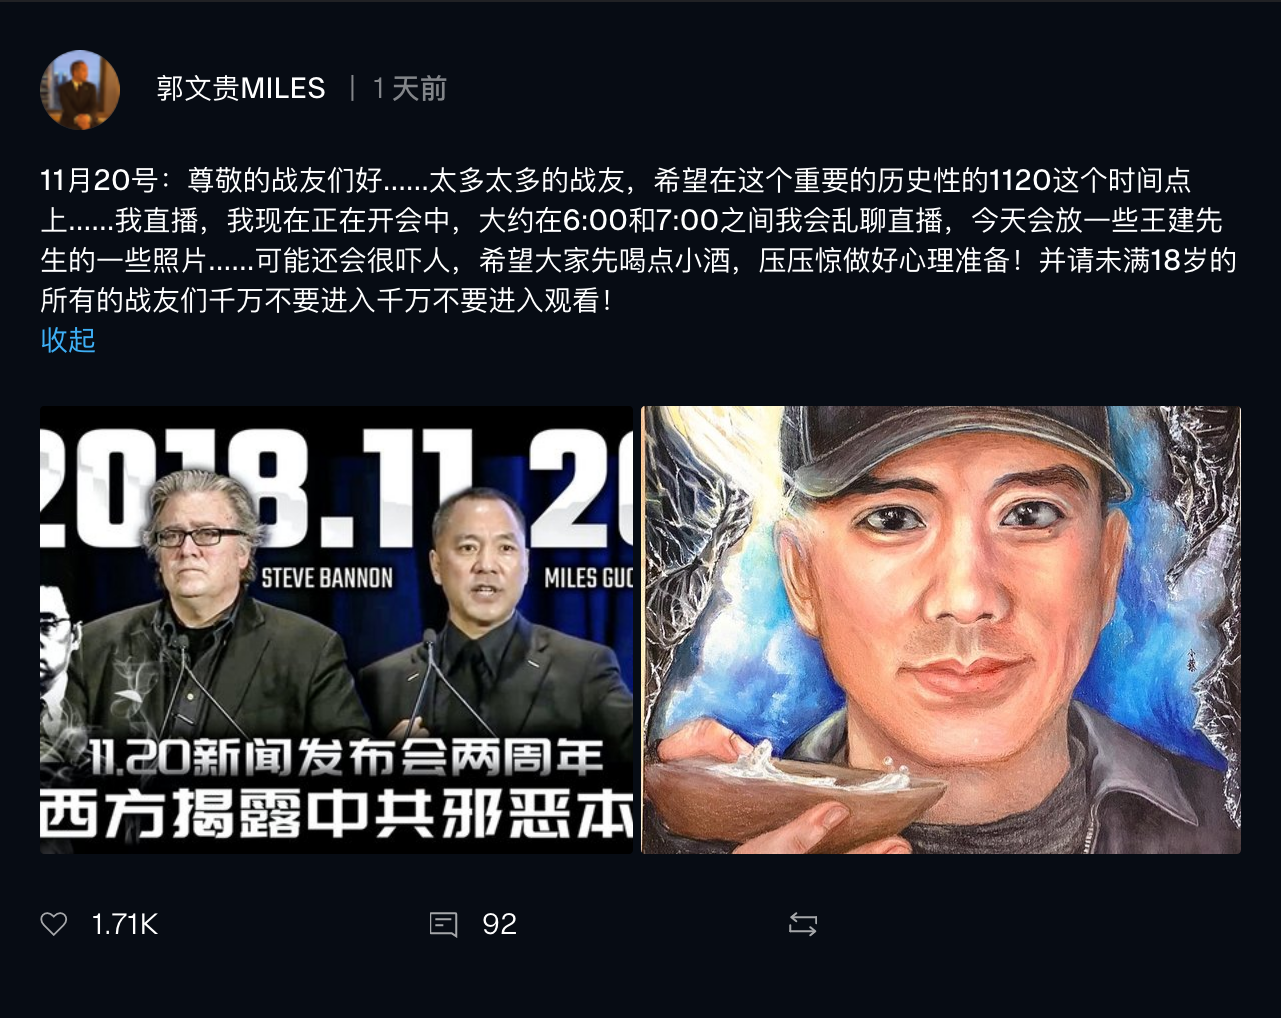 郭文贵MILES | 1 天前
11月20号：尊敬的战友们好......太多太多的战友，希望在这个重要的历史性的1120这个时间点
上......我直播，我现在正在开会中，大约在6:00和7:00之间我会乱聊直播，今天会放一些王建先
生的一些照片......可能还会很吓人，希望大家先喝点小酒，压压惊做好心理准备！并请未满18岁的
所有的战友们千万不要进入千万不要进入观看！
收起
2018.11.20
STEVE BANNON
MILES GUO
11.20新闻发布会两周年
西方揭露中共邪恶本
1.71K
92